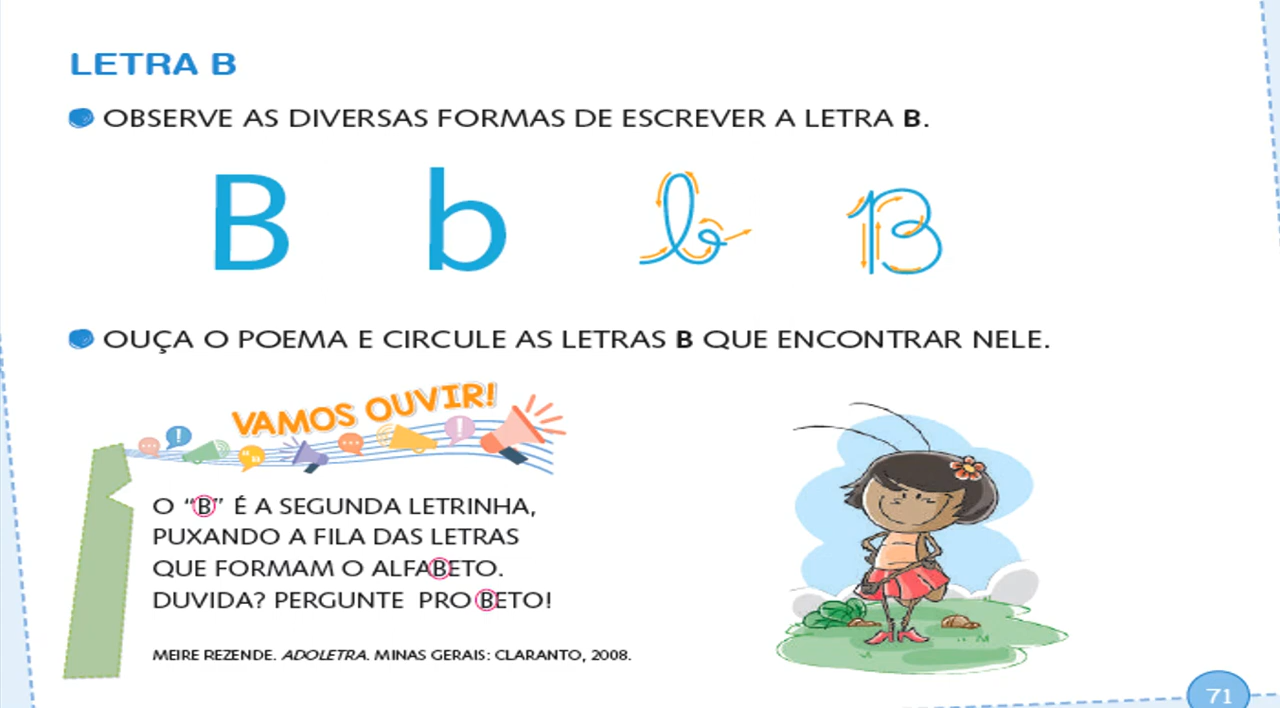 LETRA B
OBSERVE AS DIVERSAS FORMAS DE ESCREVER A LETRA B.
B b b B
OUÇA O POEMA E CIRCULE AS LETRAS B QUE ENCONTRAR NELE.
VAMOS OUVIR!
O “B” É A SEGUNDA LETRINHA,
PUXANDO A FILA DAS LETRAS
QUE FORMAM O ALFABETO.
DUVIDA? PERGUNTE PRO BETO!
MEIRE REZENDE. ADOLETRA. MINAS GERAIS: CLARANTO, 2008.
71